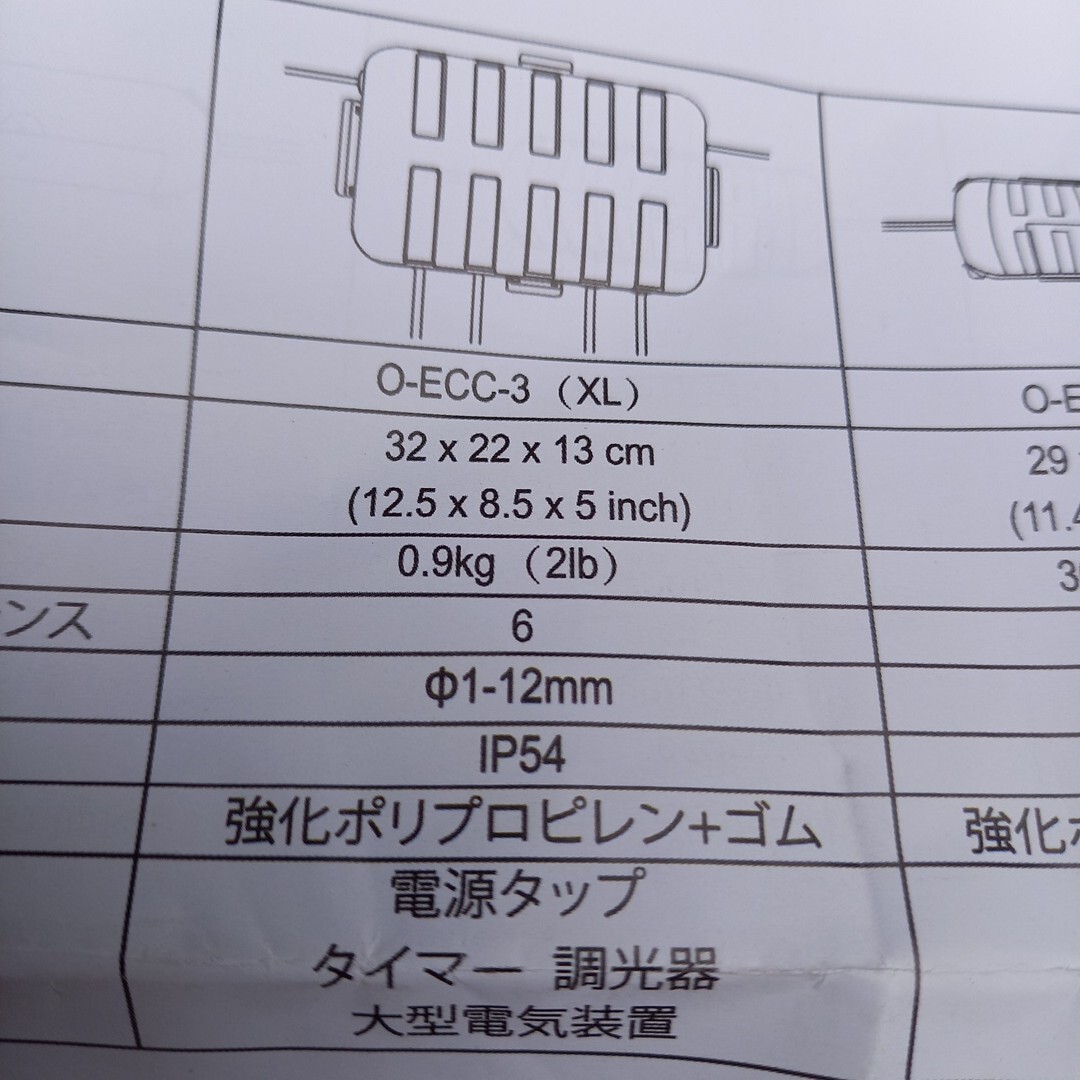 O-ECC-3（XL）
O-E
32 x 22 x 13 cm
(12.5 x 8.5 x 5 inch)
29
(11.4
0.9kg （2lb）
ンス
6
Φ1-12mm
IP54
強化ポリプロピレン+ゴム
強化
電源タップ
タイマー 調光器
大型電気装置